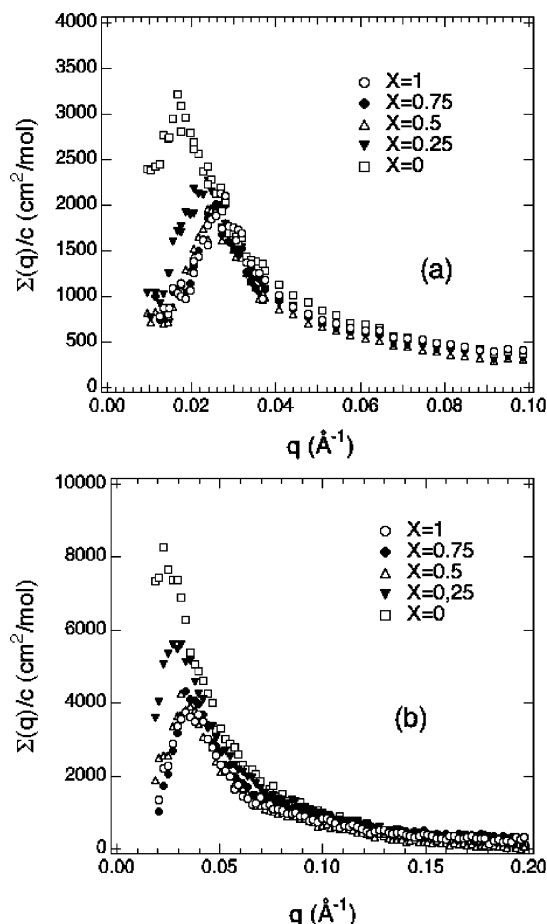 4000
3500
3000
2500
2000
1500
1000
500
0
Σ(q)/c (cm²/mol)
X=1
X=0.75
X=0.5
X=0.25
X=0
(a)
0.00 0.02 0.04 0.06 0.08 0.10
q (Å⁻¹)
10000
8000
6000
4000
2000
0
Σ(q)/c (cm²/mol)
X=1
X=0.75
X=0.5
X=0,25
X=0
(b)
0.00 0.05 0.10 0.15 0.20
q (Å⁻¹)